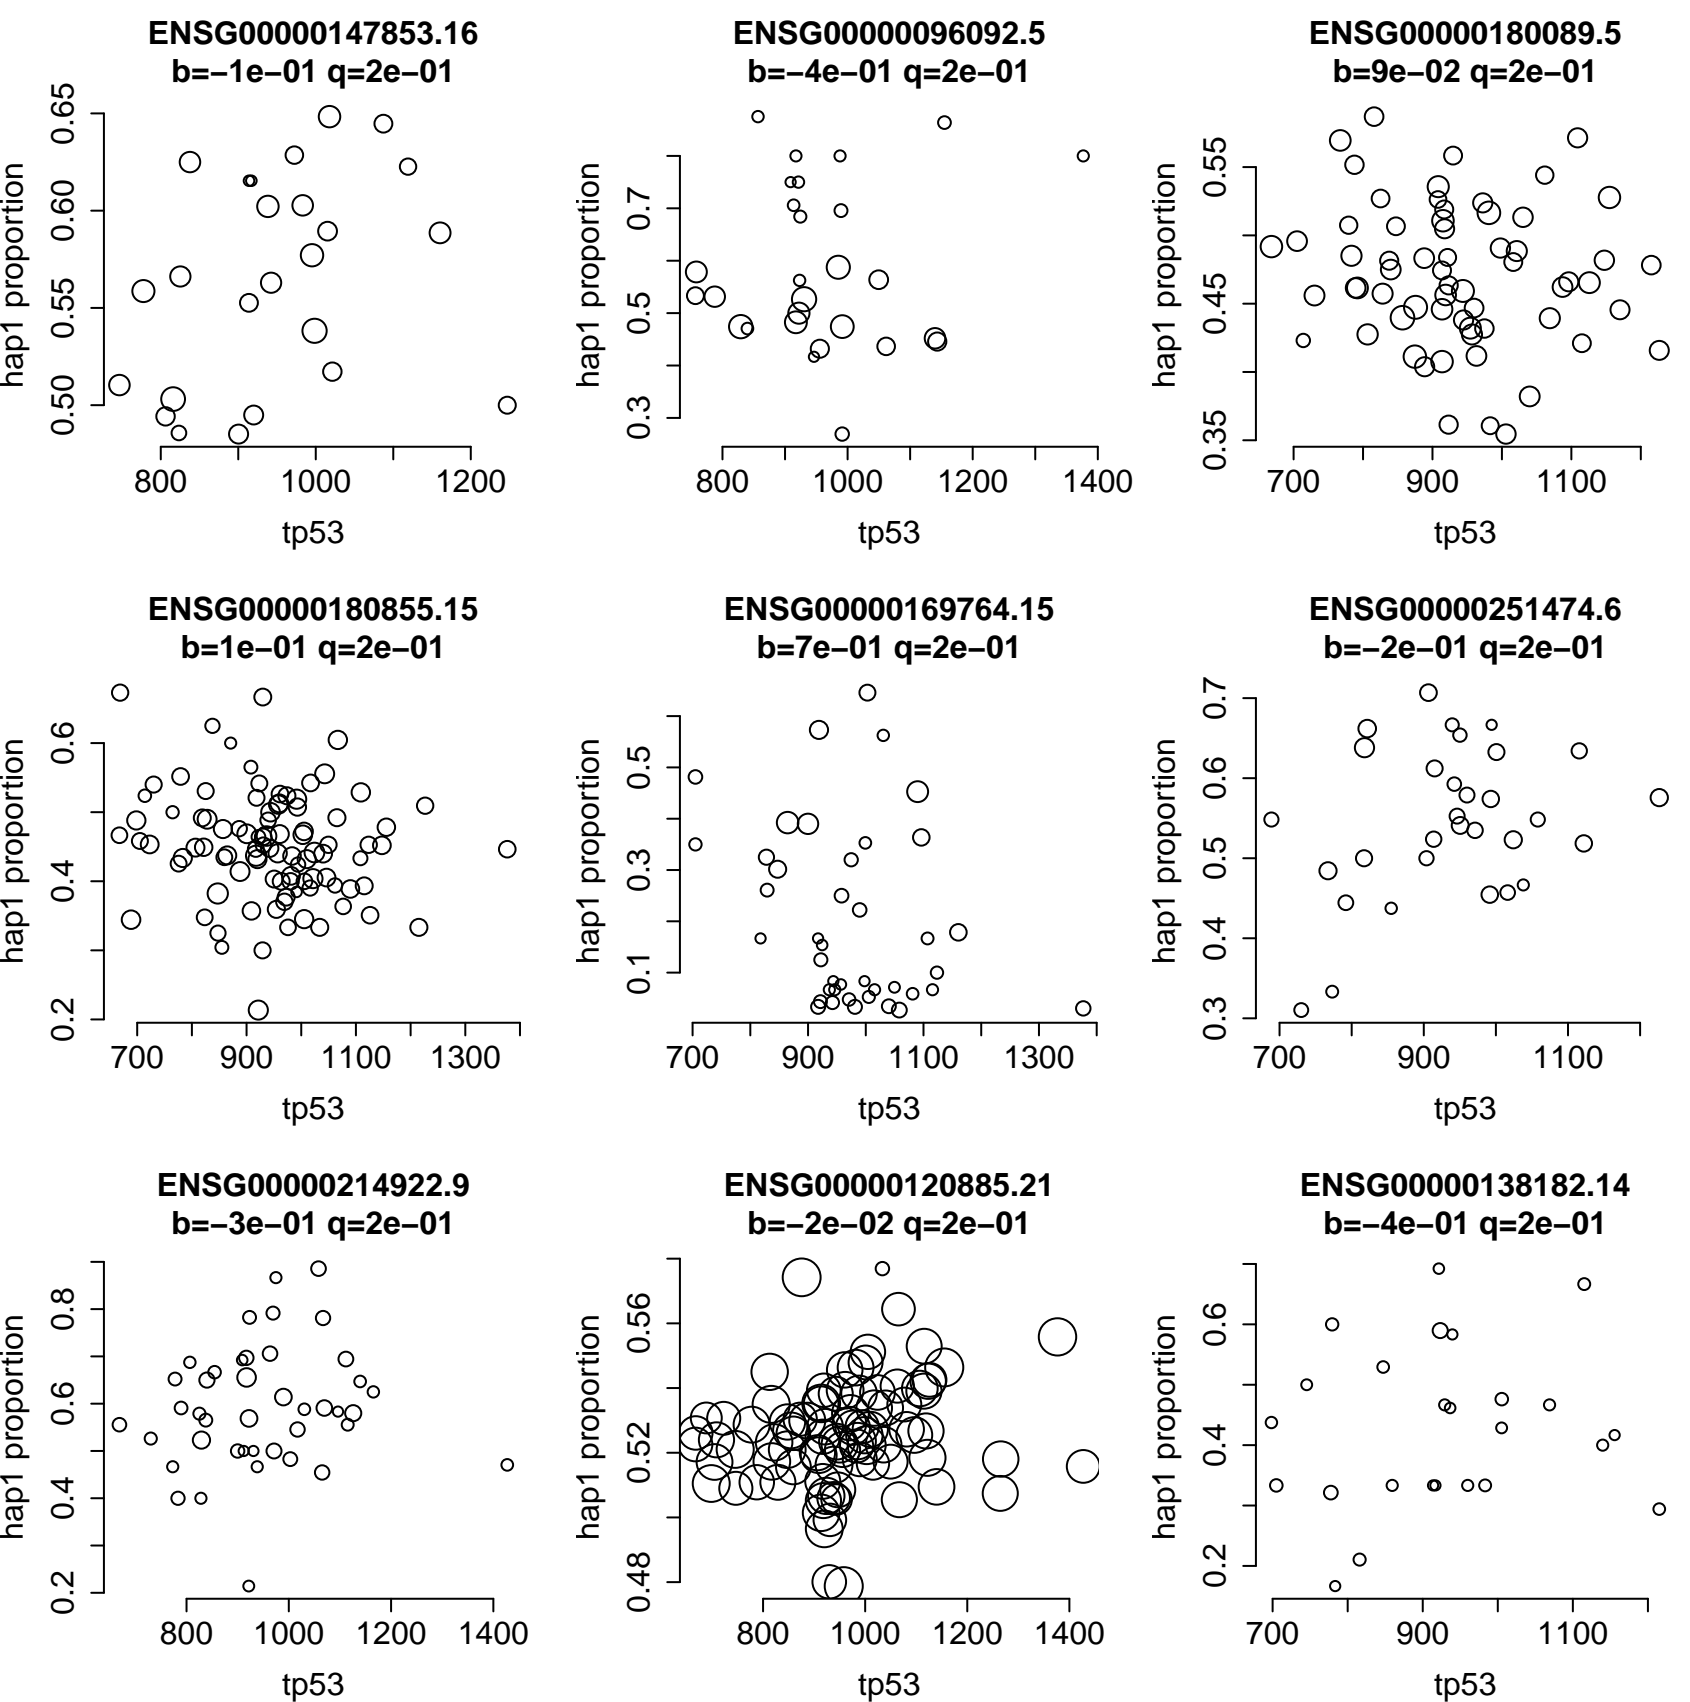 ENSG00000147853.16
b=−1e−01 q=2e−01
hap1 proportion
0.65
0.60
0.55
0.50
800 1000 1200
tp53
ENSG00000096092.5
b=−4e−01 q=2e−01
hap1 proportion
0.7
0.5
0.3
800 1000 1200 1400
tp53
ENSG00000180089.5
b=9e−02 q=2e−01
hap1 proportion
0.55
0.45
0.35
700 900 1100
tp53
ENSG00000180855.15
b=1e−01 q=2e−01
hap1 proportion
0.6
0.4
0.2
700 900 1100 1300
tp53
ENSG00000169764.15
b=7e−01 q=2e−01
hap1 proportion
0.5
0.3
0.1
700 900 1100 1300
tp53
ENSG00000251474.6
b=−2e−01 q=2e−01
hap1 proportion
0.7
0.6
0.5
0.4
0.3
700 900 1100
tp53
ENSG00000214922.9
b=−3e−01 q=2e−01
hap1 proportion
0.8
0.6
0.4
0.2
800 1000 1200 1400
tp53
ENSG00000120885.21
b=−2e−02 q=2e−01
hap1 proportion
0.56
0.52
0.48
800 1000 1200 1400
tp53
ENSG00000138182.14
b=−4e−01 q=2e−01
hap1 proportion
0.6
0.4
0.2
700 900 1100
tp53